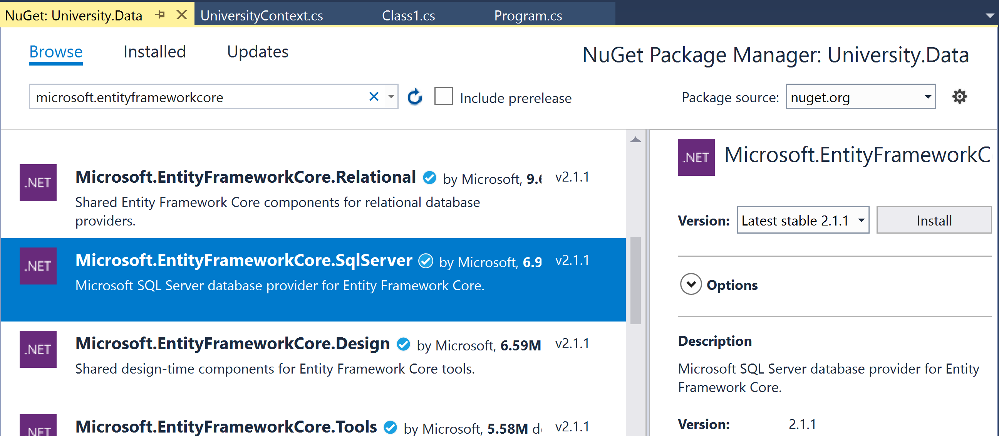 NuGet: University.Data UniversityContext.cs Class1.cs Program.cs
Browse Installed Updates
NuGet Package Manager: University.Data
microsoft.entityframeworkcore Include prerelease Package source: nuget.org
.NET Microsoft.EntityFrameworkCore.Relational by Microsoft, v2.1.1
Shared Entity Framework Core components for relational database
providers.
.NET Microsoft.EntityFrameworkCore.SqlServer by Microsoft, 6.9 v2.1.1
Microsoft SQL Server database provider for Entity Framework Core.
.NET Microsoft.EntityFrameworkCore.Design by Microsoft, 6.59M v2.1.1
Shared design-time components for Entity Framework Core tools.
.NET Microsoft.EntityFrameworkCore.Tools by Microsoft, 5.58M v2.1.1
.NET Microsoft.EntityFrameworkC
Version: Latest stable 2.1.1 Install
Options
Description
Microsoft SQL Server database provider for Entity
Framework Core.
Version: 2.1.1